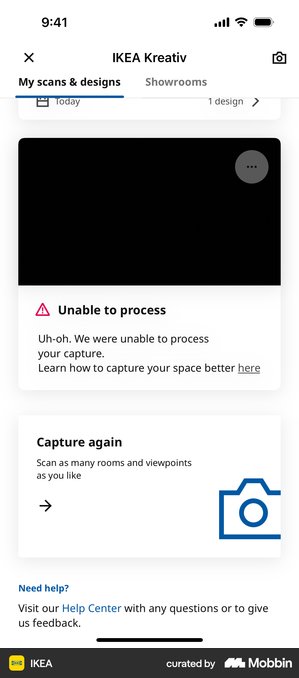 9:41
IKEA Kreativ
My scans & designs
Showrooms
Today
1 design
Unable to process
Uh-oh. We were unable to process
your capture.
Learn how to capture your space better here
Capture again
Scan as many rooms and viewpoints
as you like
Need help?
Visit our Help Center with any questions or to give
us feedback.
IKEA
IKEA
curated by
Mobbin